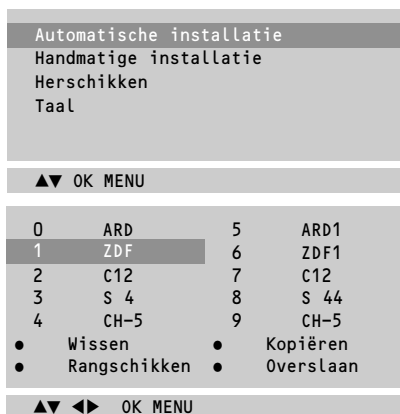 Automatische installatie
Handmatige installatie
Herschikken
Taal
▲▼ OK MENU
0 ARD 5 ARD1
1 ZDF 6 ZDF1
2 C12 7 C12
3 S 4 8 S 44
4 CH-5 9 CH-5
● Wissen ● Kopiëren
● Rangschikken ● Overslaan
▲▼ ◀▶ OK MENU